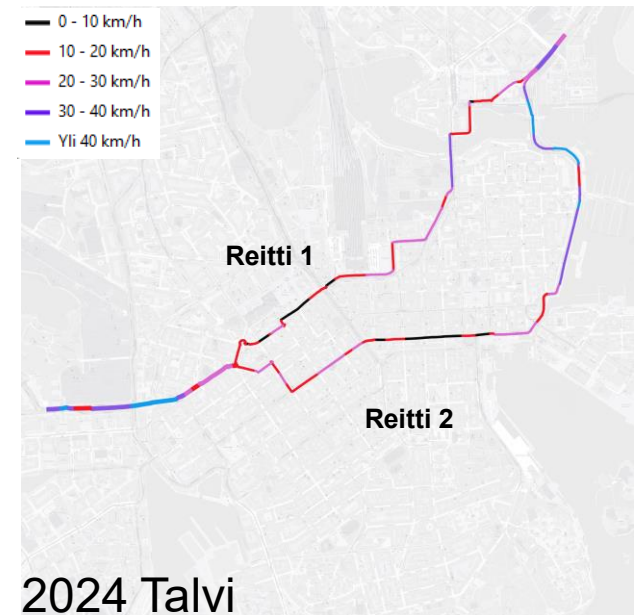 0 - 10 km/h
10 - 20 km/h
20 - 30 km/h
30 - 40 km/h
Yli 40 km/h
Reitti 1
Reitti 2
2024 Talvi